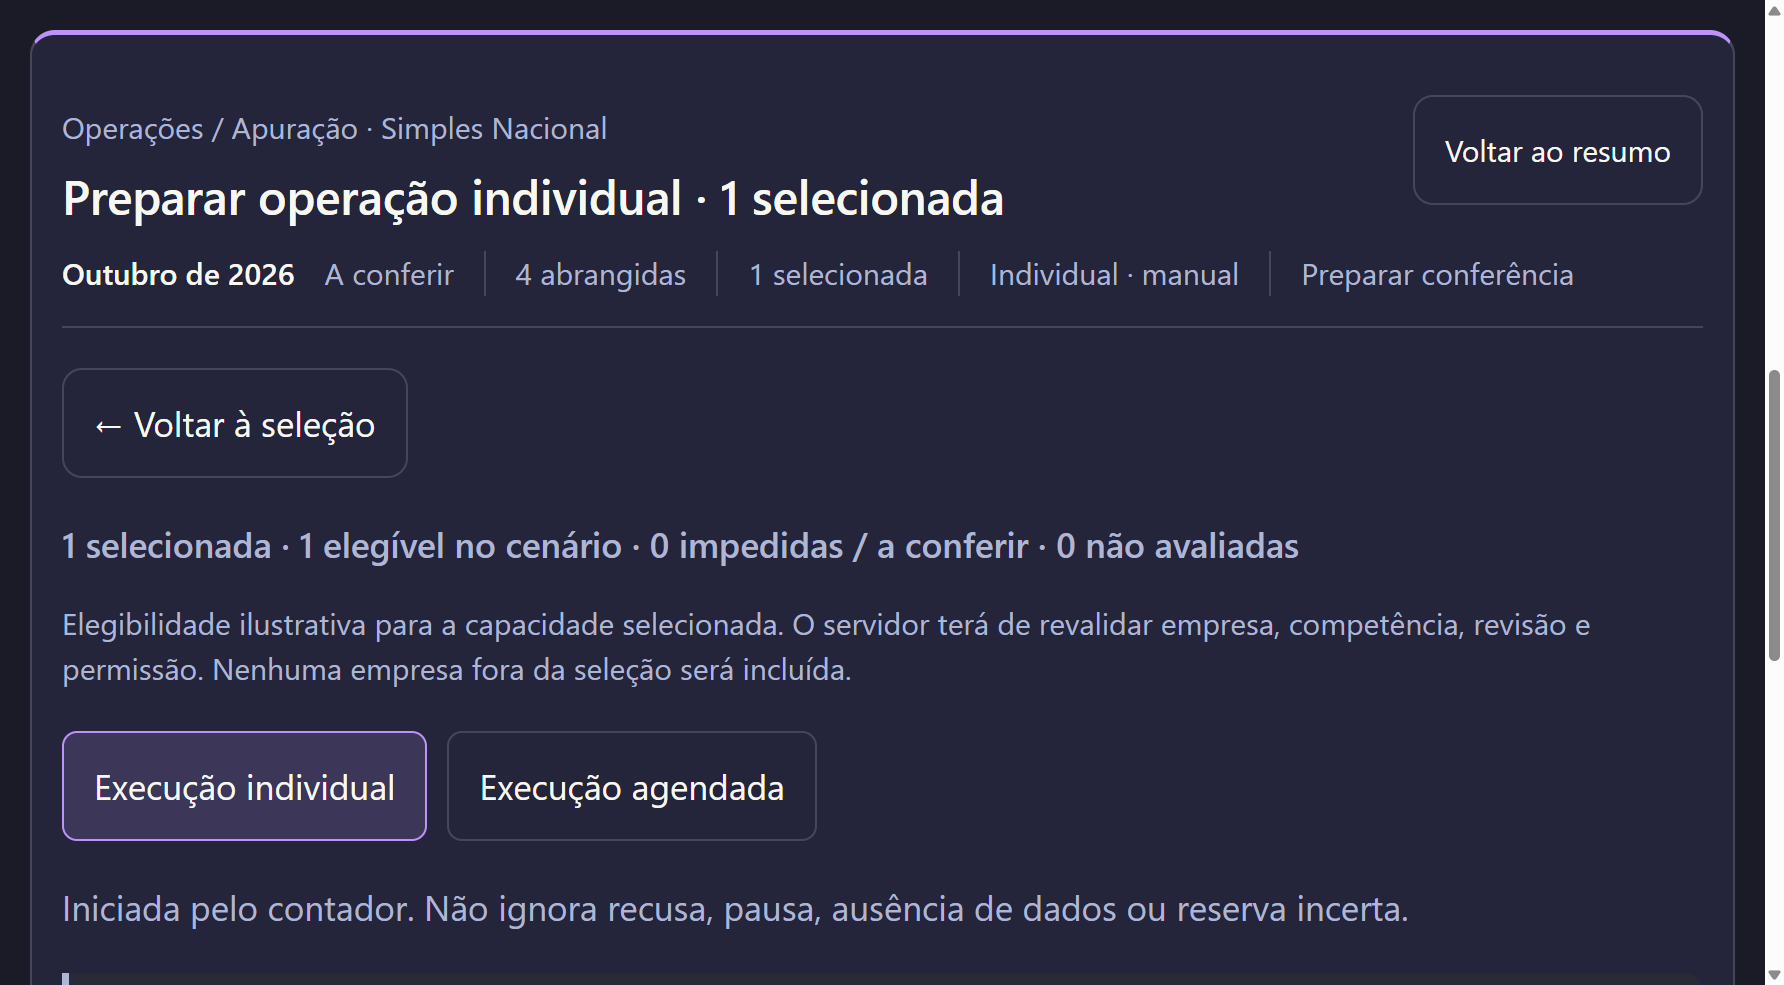 Operações / Apuração · Simples Nacional
Voltar ao resumo
Preparar operação individual · 1 selecionada
Outubro de 2026 A conferir 4 abrangidas 1 selecionada Individual · manual Preparar conferência
← Voltar à seleção
1 selecionada · 1 elegível no cenário · 0 impedidas / a conferir · 0 não avaliadas
Elegibilidade ilustrativa para a capacidade selecionada. O servidor terá de revalidar empresa, competência, revisão e
permissão. Nenhuma empresa fora da seleção será incluída.
Execução individual Execução agendada
Iniciada pelo contador. Não ignora recusa, pausa, ausência de dados ou reserva incerta.